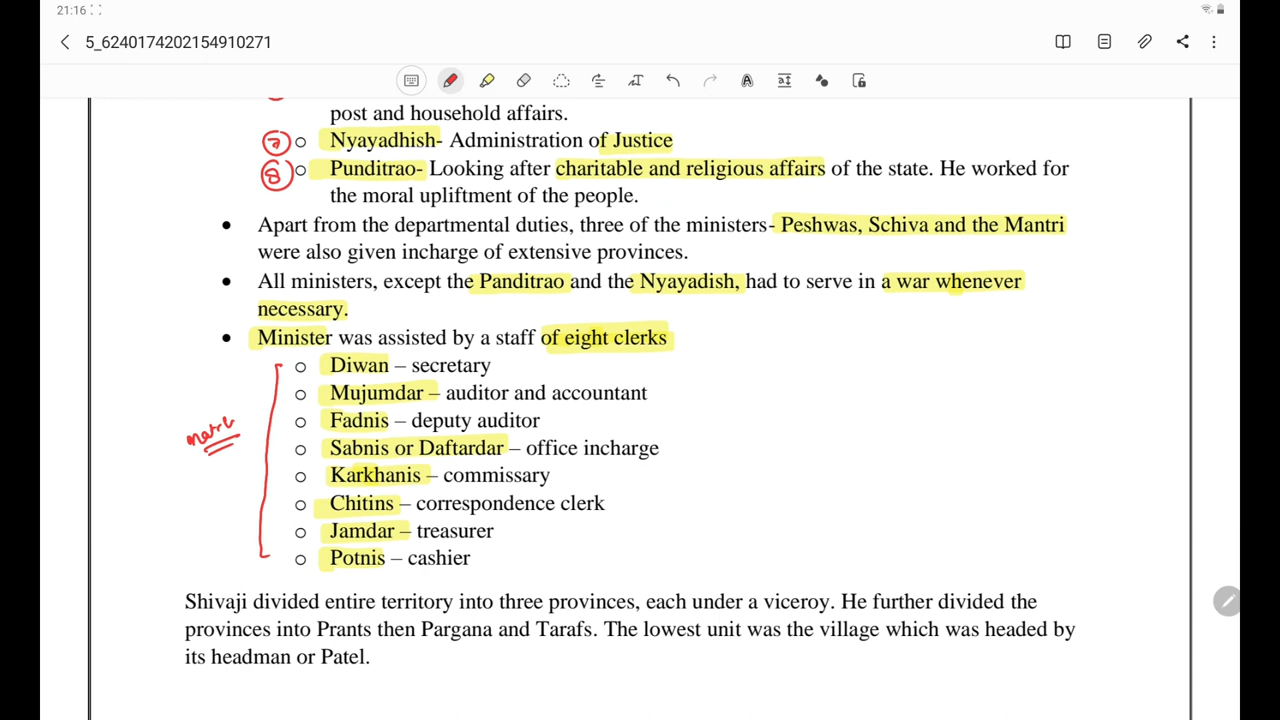 21:16
5_6240174202154910271
post and household affairs.
7 o Nyayadhish- Administration of Justice
8 o Punditrao- Looking after charitable and religious affairs of the state. He worked for
the moral upliftment of the people.
• Apart from the departmental duties, three of the ministers- Peshwas, Schiva and the Mantri
were also given incharge of extensive provinces.
• All ministers, except the Panditrao and the Nyayadish, had to serve in a war whenever
necessary.
• Minister was assisted by a staff of eight clerks
o Diwan – secretary
o Mujumdar – auditor and accountant
o Fadnis – deputy auditor
o Sabnis or Daftardar – office incharge
o Karkhanis – commissary
o Chitins – correspondence clerk
o Jamdar – treasurer
o Potnis – cashier
Shivaji divided entire territory into three provinces, each under a viceroy. He further divided the
provinces into Prants then Pargana and Tarafs. The lowest unit was the village which was headed by
its headman or Patel.